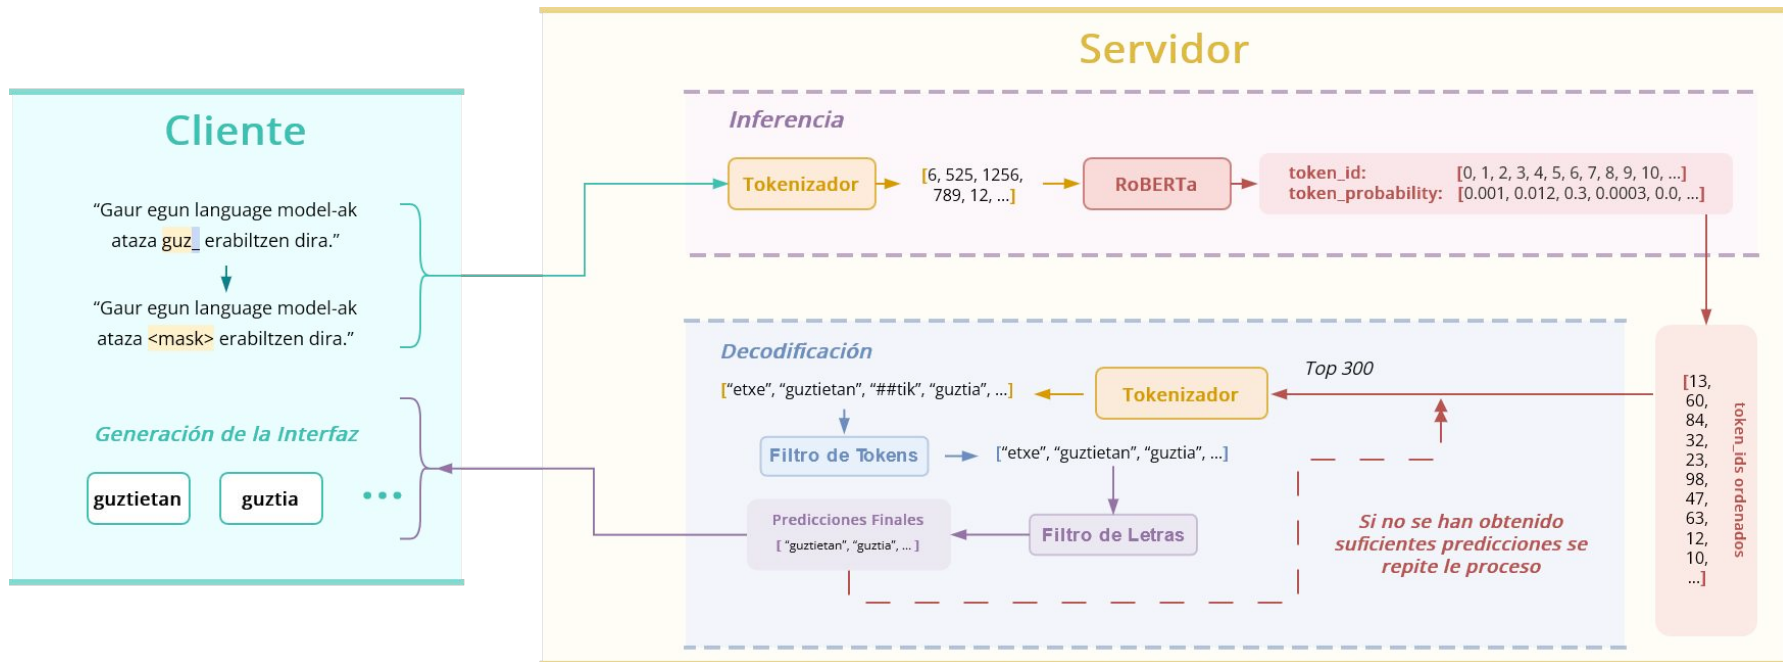 Servidor
Cliente
“Gaur egun language model-ak
ataza guz_ erabiltzen dira.”
“Gaur egun language model-ak
ataza <mask> erabiltzen dira.”
Generación de la Interfaz
guztietan
guztia
...
Inferencia
Tokenizador
[6, 525, 1256,
789, 12, ...]
RoBERTa
token_id: [0, 1, 2, 3, 4, 5, 6, 7, 8, 9, 10, ...]
token_probability: [0.001, 0.012, 0.3, 0.0003, 0.0, ...]
[13,
60,
84,
32,
23,
98,
47,
63,
12,
10,
...]
token_ids ordenados
Decodificación
Top 300
Tokenizador
[“etxe”, “guztietan”, “##tik”, “guztia”, ...]
Filtro de Tokens
[“etxe”, “guztietan”, “guztia”, ...]
Filtro de Letras
Predicciones Finales
[ “guztietan”, “guztia”, ... ]
Si no se han obtenido
suficientes predicciones se
repite le proceso